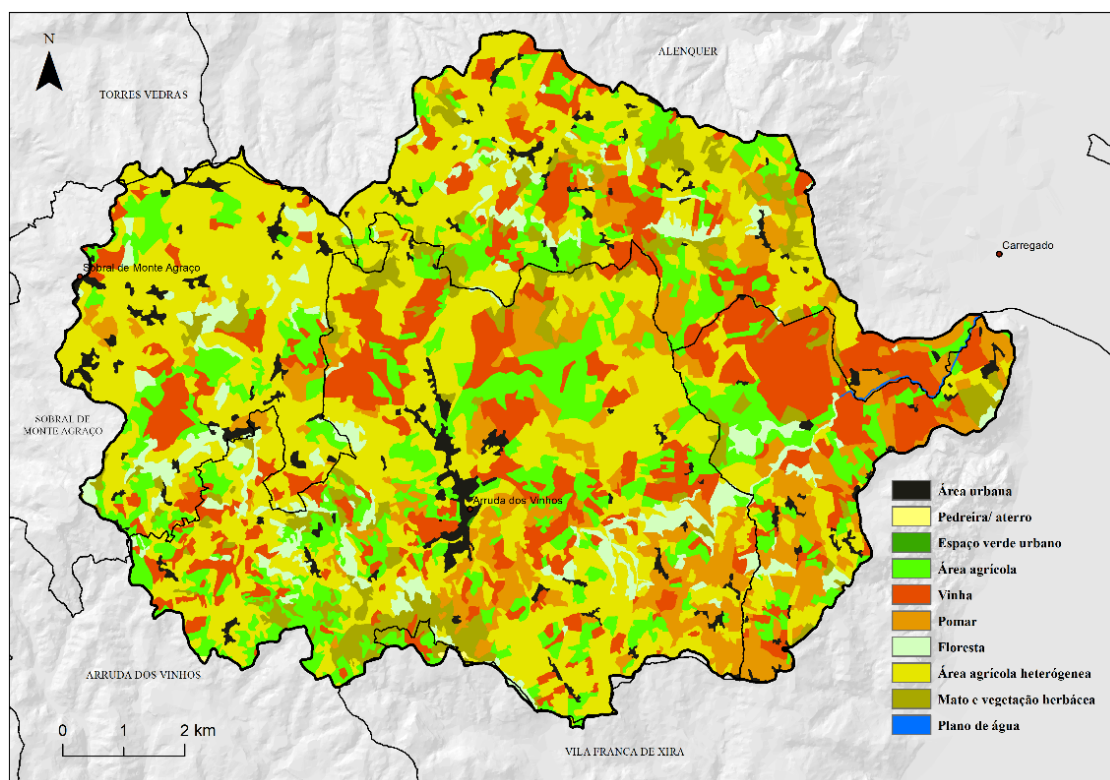 N
ALENQUER
TORRES VEDRAS
Carregado
Sobral de Monte Agraço
SOBRAL DE
MONTE AGRAÇO
Arruda dos Vinhos
Área urbana
Pedreira/ aterro
Espaço verde urbano
Área agrícola
Vinha
Pomar
Floresta
Área agrícola heterógenea
Mato e vegetação herbácea
Plano de água
ARRUDA DOS VINHOS
0 1 2 km
VILA FRANCA DE XIRA